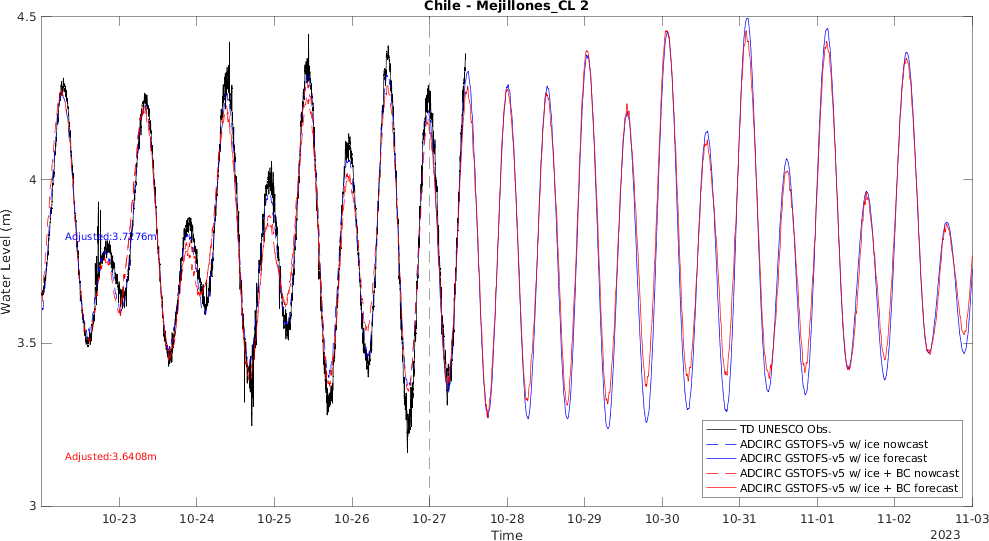 Chile - Mejillones_CL 2
4.5
4
3.5
3
Water Level (m)
Adjusted:3.7276m
Adjusted:3.6408m
TD UNESCO Obs.
ADCIRC GSTOFS-v5 w/ ice nowcast
ADCIRC GSTOFS-v5 w/ ice forecast
ADCIRC GSTOFS-v5 w/ ice + BC nowcast
ADCIRC GSTOFS-v5 w/ ice + BC forecast
10-23 10-24 10-25 10-26 10-27 10-28 10-29 10-30 10-31 11-01 11-02 11-03
Time
2023